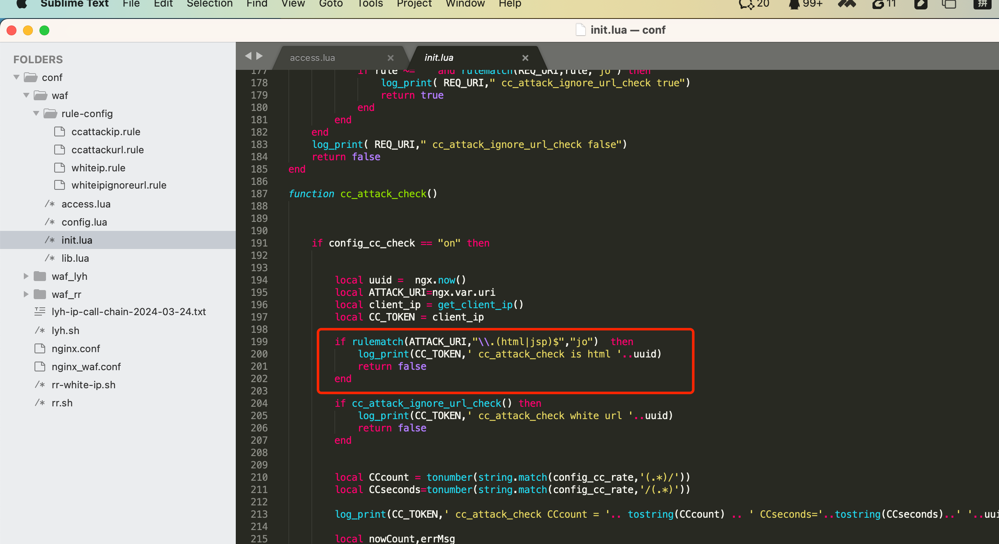 Sublime Text File Edit Selection Find View Goto Tools Project Window Help 20 99+ 11 拼
init.lua — conf
FOLDERS
conf
waf
rule-config
ccattackip.rule
ccattackurl.rule
whiteip.rule
whiteipignoreurl.rule
/* access.lua
/* config.lua
/* init.lua
/* lib.lua
waf_lyh
waf_rr
lyh-ip-call-chain-2024-03-24.txt
/* lyh.sh
nginx.conf
nginx_waf.conf
/* rr-white-ip.sh
/* rr.sh
access.lua
init.lua
177 if rule ~= and rulematch(REQ_URI,rule, jo ) then
178 log_print( REQ_URI," cc_attack_ignore_url_check true")
179 return true
180 end
181 end
182 end
183 log_print( REQ_URI," cc_attack_ignore_url_check false")
184 return false
185 end
186
187 function cc_attack_check()
188
189
190
191 if config_cc_check == "on" then
192
193
194 local uuid =  ngx.now()
195 local ATTACK_URI=ngx.var.uri
196 local client_ip = get_client_ip()
197 local CC_TOKEN = client_ip
198
199 if rulematch(ATTACK_URI,"\\.(html|jsp)$","jo")  then
200 log_print(CC_TOKEN,' cc_attack_check is html '..uuid)
201 return false
202 end
203
204 if cc_attack_ignore_url_check() then
205 log_print(CC_TOKEN,' cc_attack_check white url '..uuid)
206 return false
207 end
208
209
210 local CCcount = tonumber(string.match(config_cc_rate,'(.*)/'))
211 local CCseconds=tonumber(string.match(config_cc_rate,'/(.*)'))
212
213 log_print(CC_TOKEN,' cc_attack_check CCcount = '.. tostring(CCcount) .. ' CCseconds='..tostring(CCseconds)..' '..uui
214
215 local nowCount,errMsg